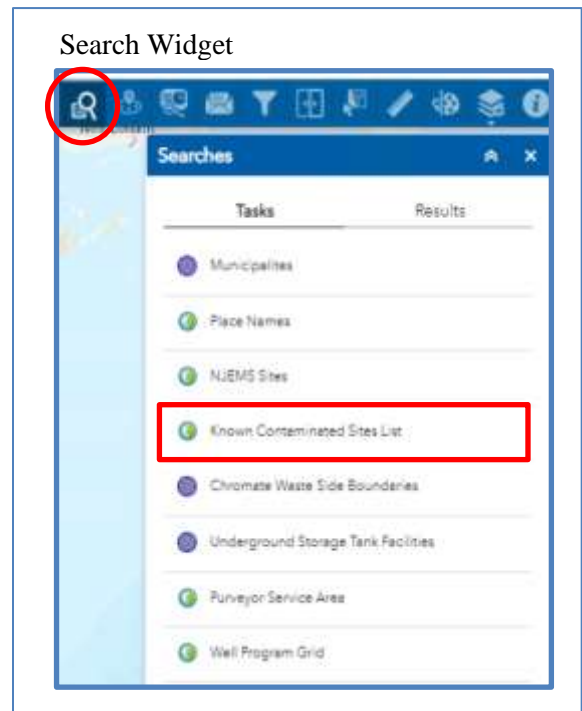 Search Widget
Searches
Tasks Results
Municipalites
Place Names
NJEMS Sites
Known Contaminated Sites List
Chromate Waste Side Boundaries
Underground Storage Tank Facilities
Purveyor Service Area
Well Program Grid